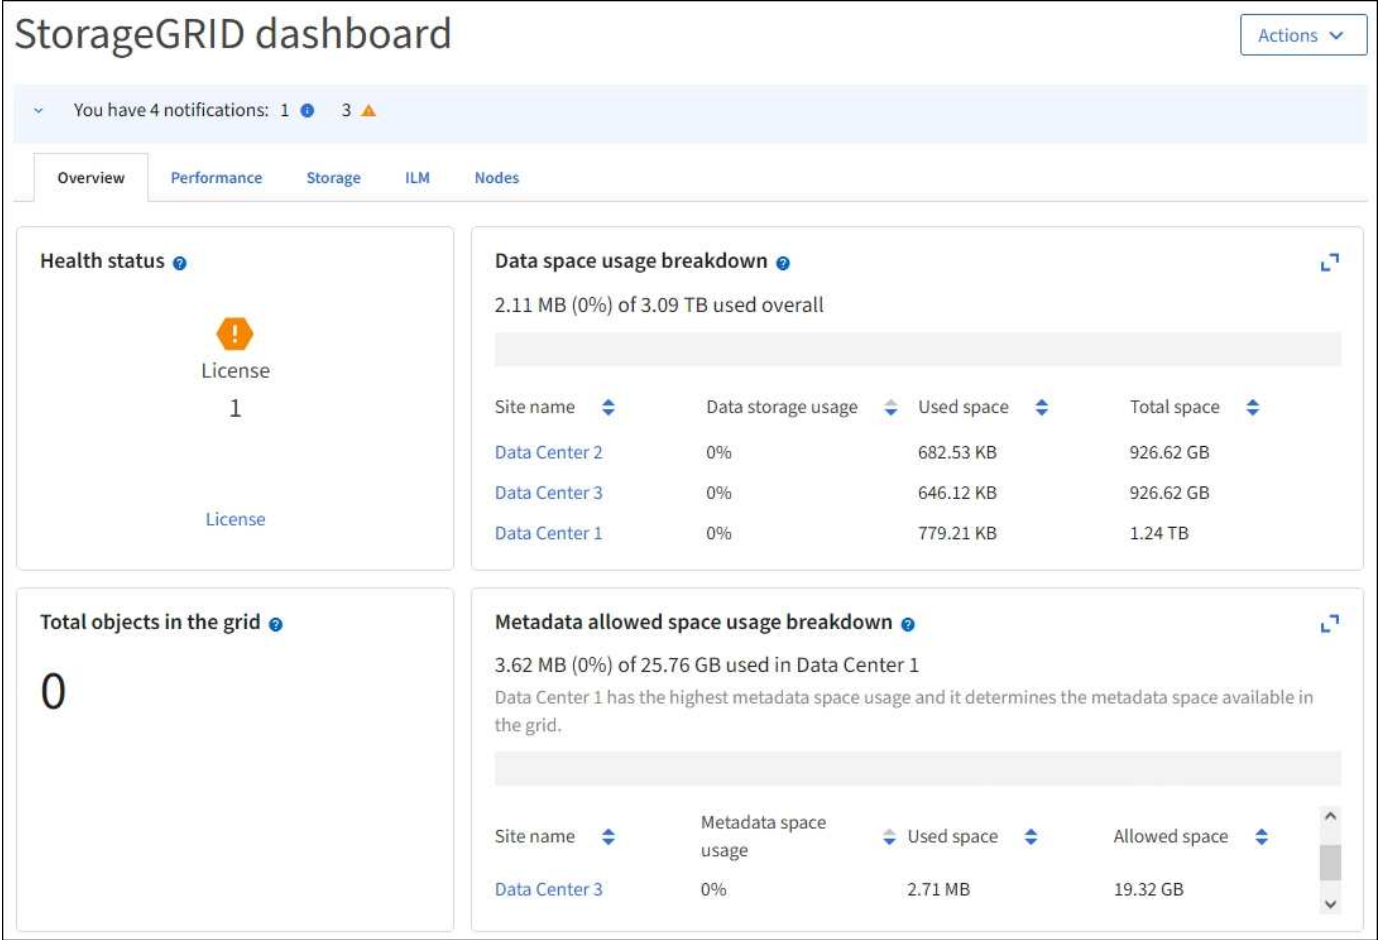 StorageGRID dashboard
Actions
You have 4 notifications: 1 3
Overview Performance Storage ILM Nodes
Health status
License
1
License
Data space usage breakdown
2.11 MB (0%) of 3.09 TB used overall
Site name Data storage usage Used space Total space
Data Center 2 0% 682.53 KB 926.62 GB
Data Center 3 0% 646.12 KB 926.62 GB
Data Center 1 0% 779.21 KB 1.24 TB
Total objects in the grid
0
Metadata allowed space usage breakdown
3.62 MB (0%) of 25.76 GB used in Data Center 1
Data Center 1 has the highest metadata space usage and it determines the metadata space available in
the grid.
Site name Metadata space usage Used space Allowed space
Data Center 3 0% 2.71 MB 19.32 GB